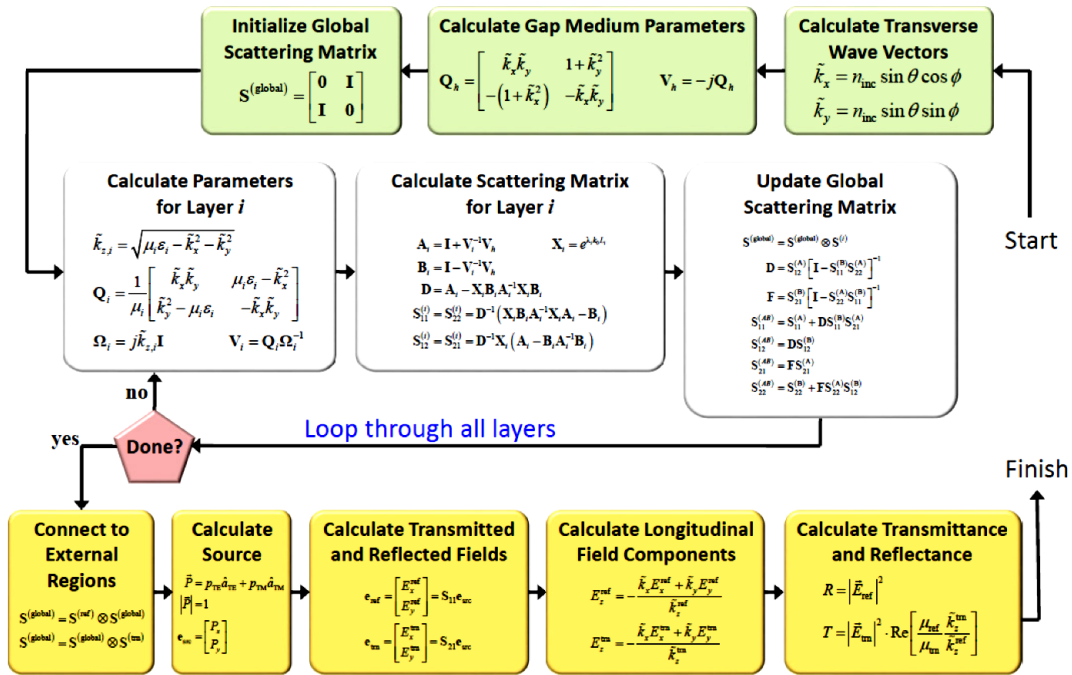 Start
Calculate Transverse
Wave Vectors
k̃_x = n_inc sin θ cos ϕ
k̃_y = n_inc sin θ sin ϕ
Calculate Gap Medium Parameters
Q_h = [k̃_x k̃_y   1 + k̃_y^2; -(1 + k̃_x^2)   -k̃_x k̃_y]   V_h = -jQ_h
Initialize Global
Scattering Matrix
S^(global) = [0 I; I 0]
Calculate Parameters
for Layer i
k̃_z,i = √(μ_i ε_i - k̃_x^2 - k̃_y^2)
Q_i = 1/μ_i [k̃_x k̃_y   μ_i ε_i - k̃_x^2; k̃_y^2 - μ_i ε_i   -k̃_x k̃_y]
Ω_i = jk̃_z,i I   V_i = Q_i Ω_i^-1
Calculate Scattering Matrix
for Layer i
A_i = I + V_i^-1 V_h   X_i = e^(λ_i k_0 L_i)
B_i = I - V_i^-1 V_h
D = A_i - X_i B_i A_i^-1 X_i B_i
S_11^(i) = S_22^(i) = D^-1 (X_i B_i A_i^-1 X_i A_i - B_i)
S_12^(i) = S_21^(i) = D^-1 X_i (A_i - B_i A_i^-1 B_i)
Update Global
Scattering Matrix
S^(global) = S^(global) ⊗ S^(i)
D = S_12^(A) [I - S_11^(B) S_22^(A)]^-1
F = S_21^(B) [I - S_22^(A) S_11^(B)]^-1
S_11^(AB) = S_11^(A) + DS_11^(B) S_21^(A)
S_12^(AB) = DS_12^(B)
S_21^(AB) = FS_21^(A)
S_22^(AB) = S_22^(B) + FS_22^(A) S_12^(B)
Loop through all layers
no
yes
Done?
Connect to
External
Regions
S^(global) = S^(ref) ⊗ S^(global)
S^(global) = S^(global) ⊗ S^(trn)
Calculate
Source
P⃗ = p_TE â_TE + p_TM â_TM
|P⃗| = 1
e_src = [P_x; P_y]
Calculate Transmitted
and Reflected Fields
e_ref = [E_x^ref; E_y^ref] = S_11 e_src
e_trn = [E_x^trn; E_y^trn] = S_21 e_src
Calculate Longitudinal
Field Components
E_z^ref = -(k̃_x E_x^ref + k̃_y E_y^ref)/k̃_z^ref
E_z^trn = -(k̃_x E_x^trn + k̃_y E_y^trn)/k̃_z^trn
Calculate Transmittance
and Reflectance
R = |E⃗_ref|^2
T = |E⃗_trn|^2 · Re[μ_ref/μ_trn k̃_z^trn/k̃_z^ref]
Finish